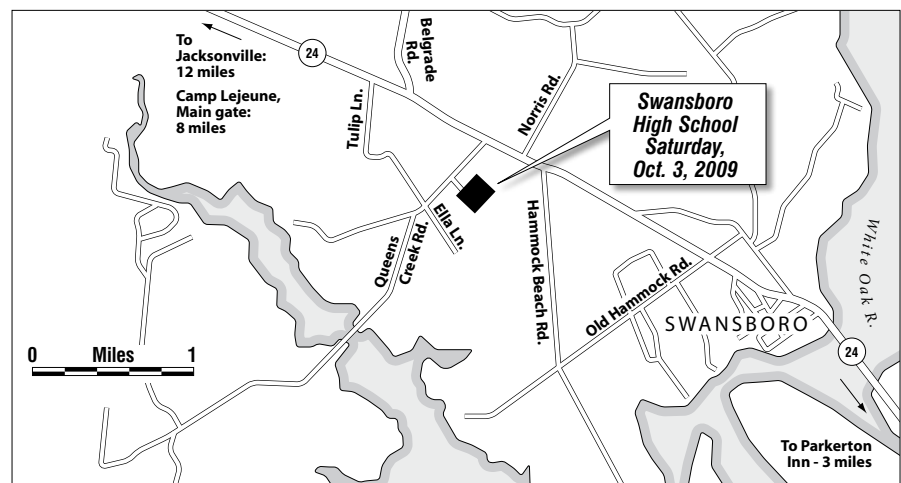 To
Jacksonville:
12 miles
Camp Lejeune,
Main gate:
8 miles
24
Belgrade
Rd.
Tulip Ln.
Norris Rd.
Swansboro
High School
Saturday,
Oct. 3, 2009
Ella Ln.
Queens
Creek Rd.
Hammock Beach Rd.
Old Hammock Rd.
White Oak R.
SWANSBORO
24
0 Miles 1
To Parkerton
Inn - 3 miles